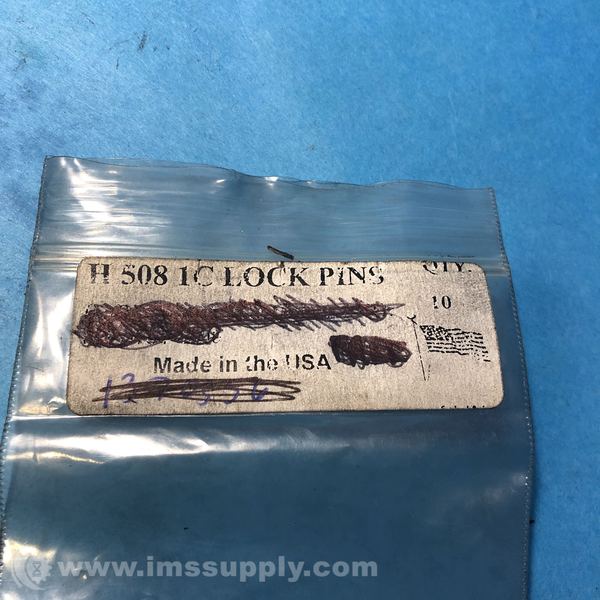 H 508 1C LOCK PINS QTY.
10
Made in the USA
www.imssupply.com